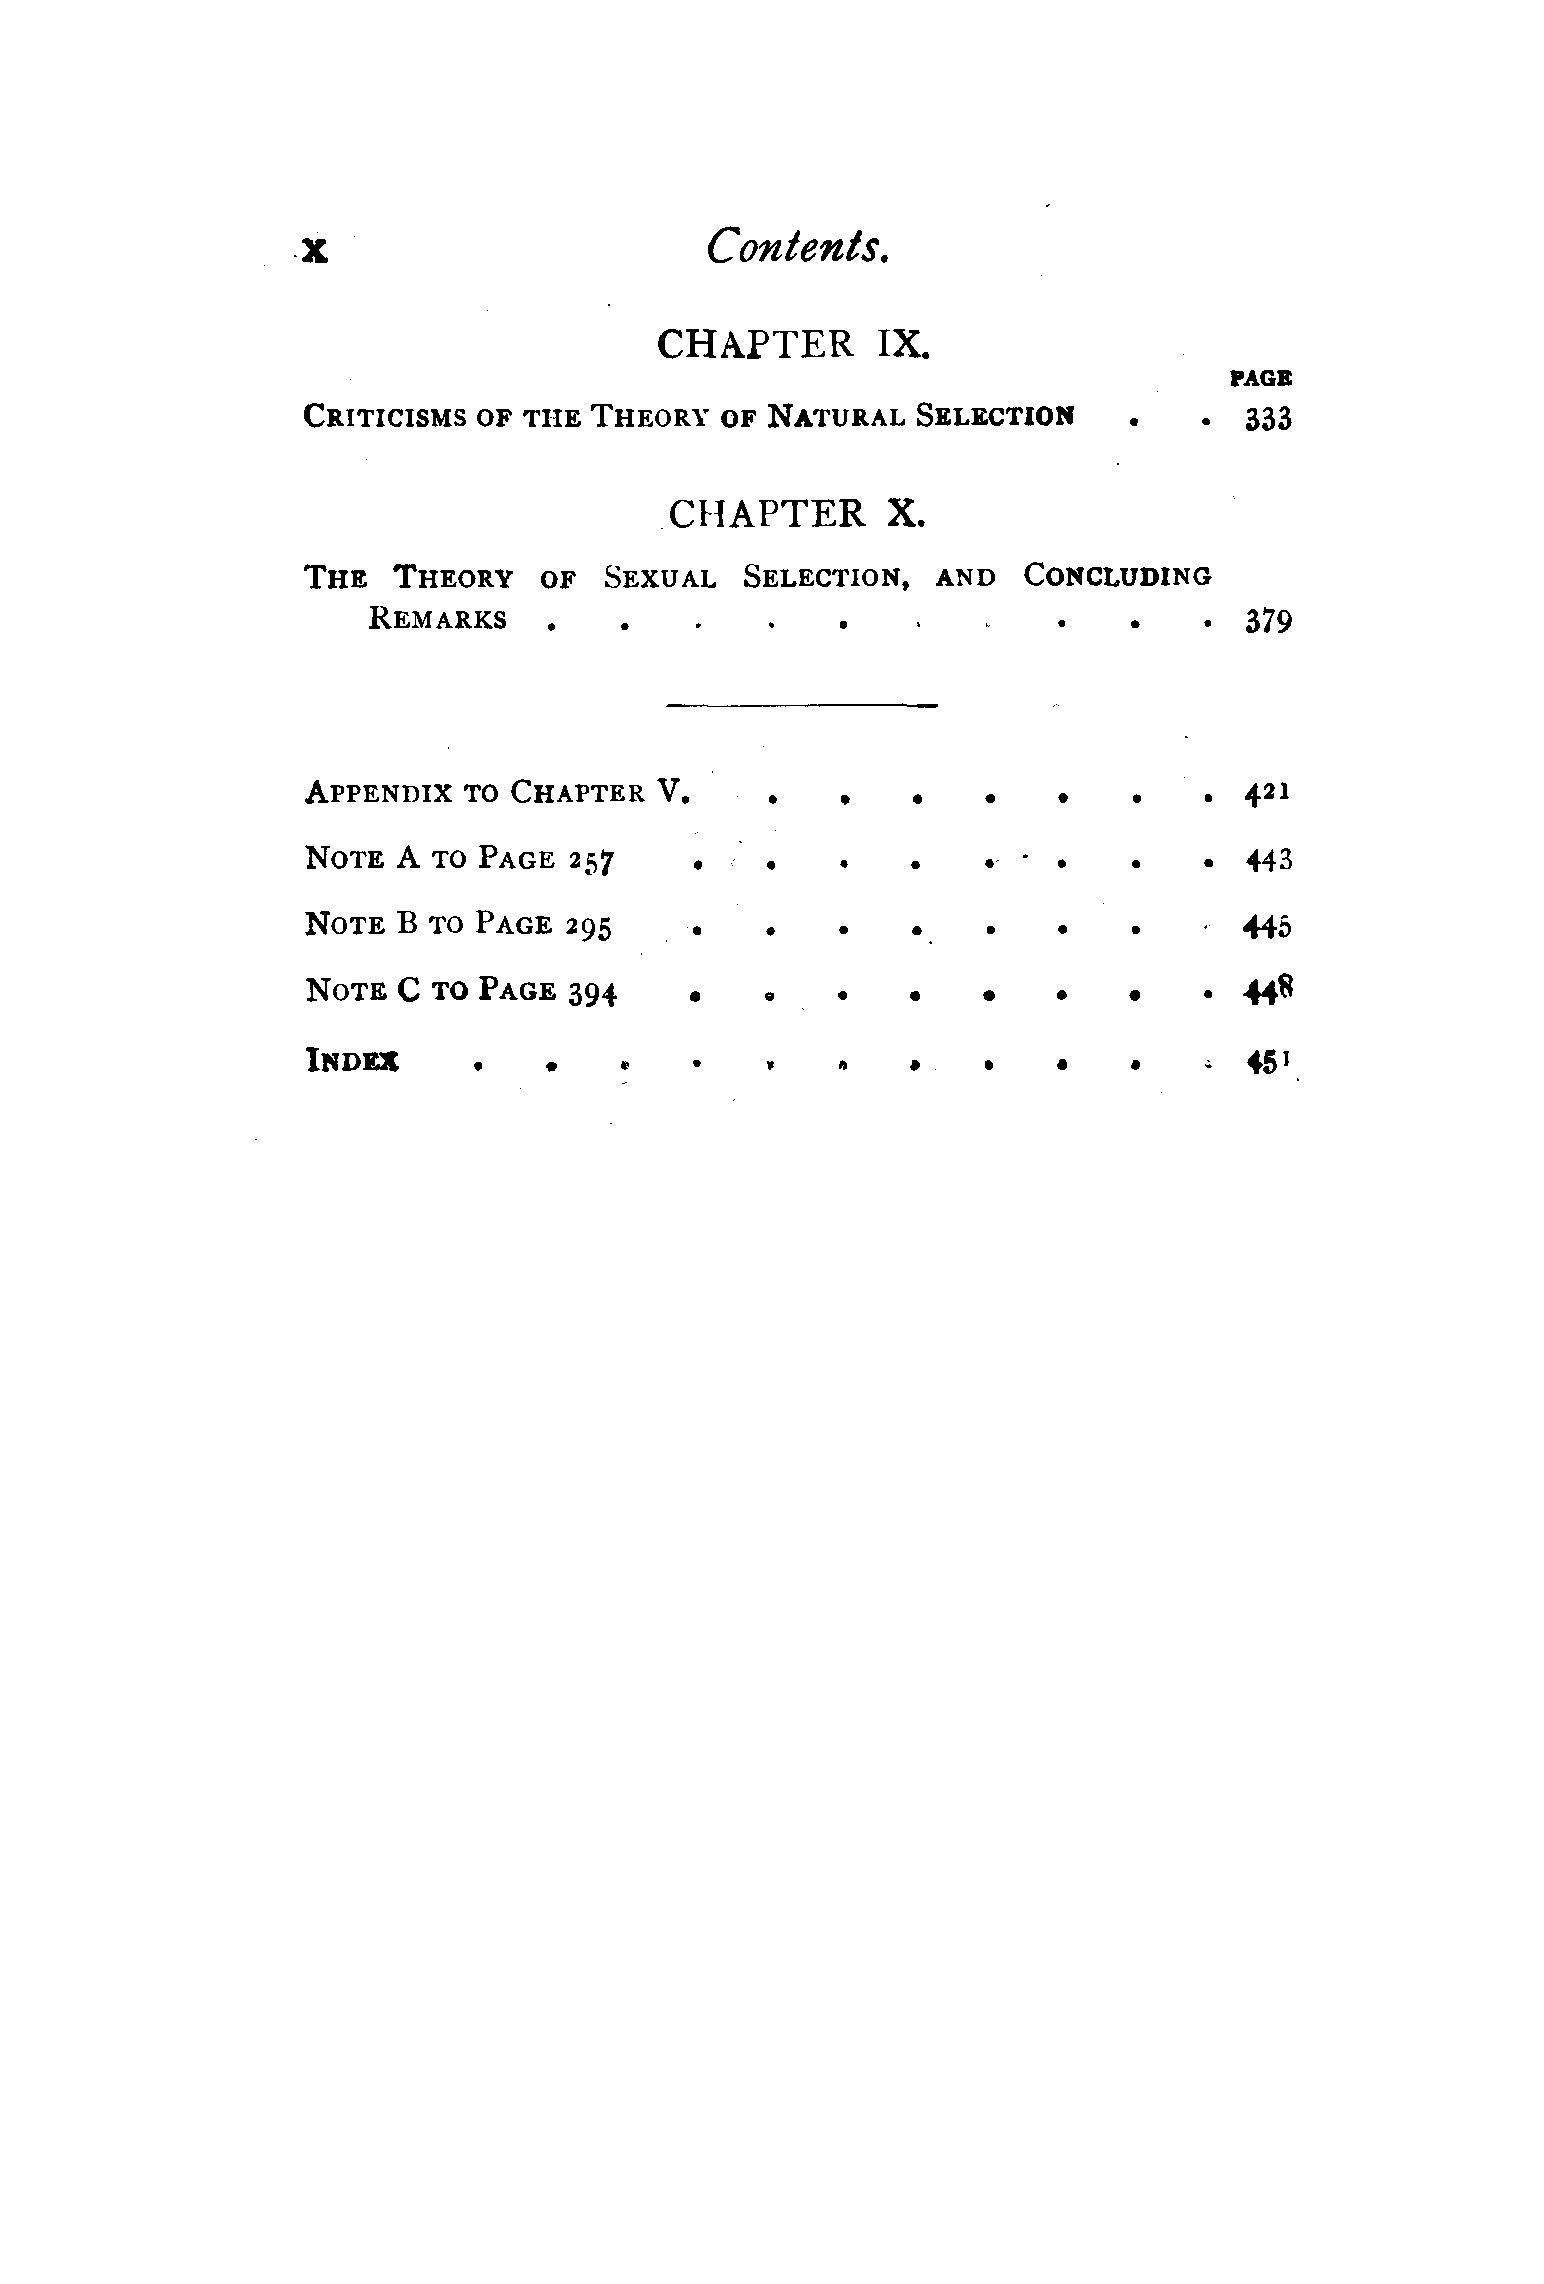 x Contents.
CHAPTER IX.
PAGE
CRITICISMS OF THE THEORY OF NATURAL SELECTION . . 333
CHAPTER X.
THE THEORY OF SEXUAL SELECTION, AND CONCLUDING
REMARKS . . . . . . . . . . 379
APPENDIX TO CHAPTER V. . . . . . . . 421
NOTE A TO PAGE 257 . . . . . . . . 443
NOTE B TO PAGE 295 . . . . . . . . 445
NOTE C TO PAGE 394 . . . . . . . . 448
INDEX . . . . . . . . . . . 451